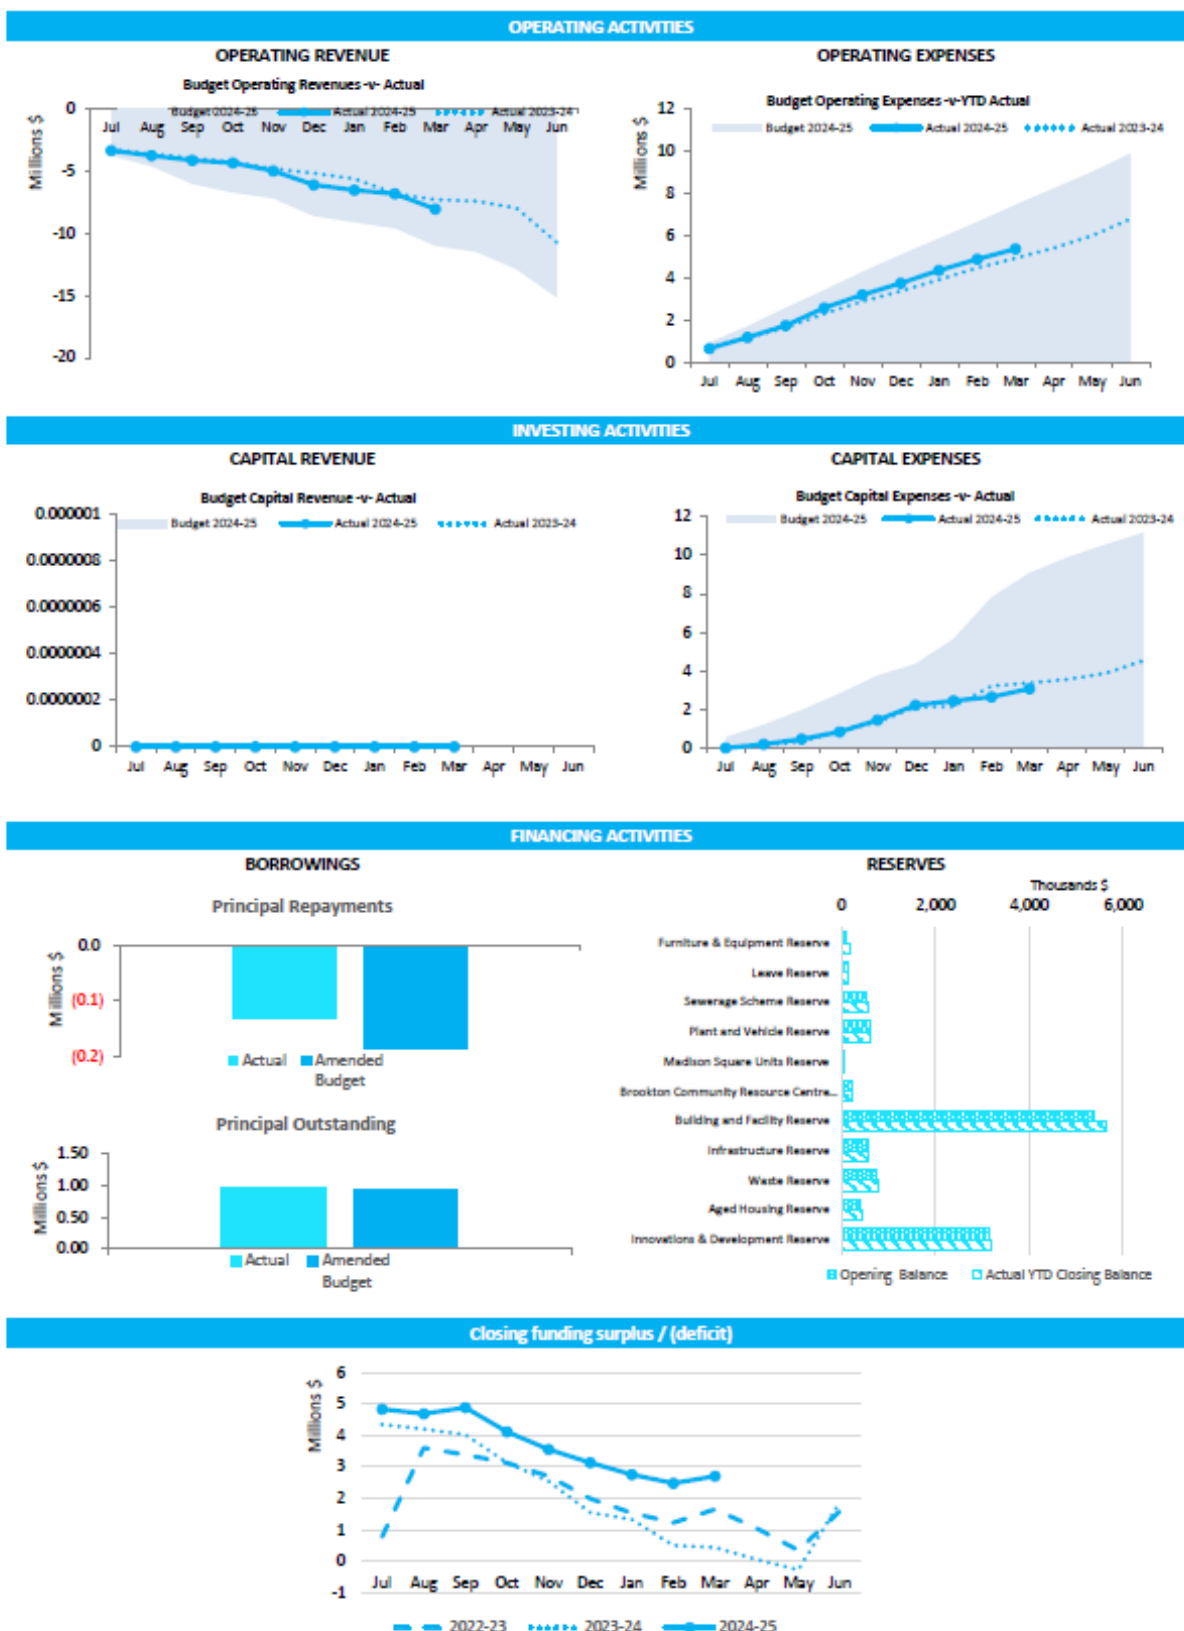 OPERATING ACTIVITIES
OPERATING REVENUE
Budget Operating Revenues -v- Actual
Budget 2024-25 Actual 2024-25 Actual 2023-24
Millions $
0
-5
-10
-15
-20
Jul Aug Sep Oct Nov Dec Jan Feb Mar Apr May Jun
OPERATING EXPENSES
Budget Operating Expenses -v-YTD Actual
Budget 2024-25 Actual 2024-25 Actual 2023-24
Millions $
12
10
8
6
4
2
0
Jul Aug Sep Oct Nov Dec Jan Feb Mar Apr May Jun
INVESTING ACTIVITIES
CAPITAL REVENUE
Budget Capital Revenue -v- Actual
Budget 2024-25 Actual 2024-25 Actual 2023-24
0.000001
0.0000008
0.0000006
0.0000004
0.0000002
0
Jul Aug Sep Oct Nov Dec Jan Feb Mar Apr May Jun
CAPITAL EXPENSES
Budget Capital Expenses -v- Actual
Budget 2024-25 Actual 2024-25 Actual 2023-24
12
10
8
6
4
2
0
Jul Aug Sep Oct Nov Dec Jan Feb Mar Apr May Jun
FINANCING ACTIVITIES
BORROWINGS
Principal Repayments
Millions $
0.0
(0.1)
(0.2)
Actual Amended
Budget
Principal Outstanding
Millions $
1.50
1.00
0.50
0.00
Actual Amended
Budget
RESERVES
Thousands $
0 2,000 4,000 6,000
Furniture & Equipment Reserve
Leave Reserve
Sewerage Scheme Reserve
Plant and Vehicle Reserve
Madison Square Units Reserve
Brookton Community Resource Centre...
Building and Facility Reserve
Infrastructure Reserve
Waste Reserve
Aged Housing Reserve
Innovations & Development Reserve
Opening Balance Actual YTD Closing Balance
Closing funding surplus / (deficit)
Millions $
6
5
4
3
2
1
0
-1
Jul Aug Sep Oct Nov Dec Jan Feb Mar Apr May Jun
2022-23 2023-24 2024-25